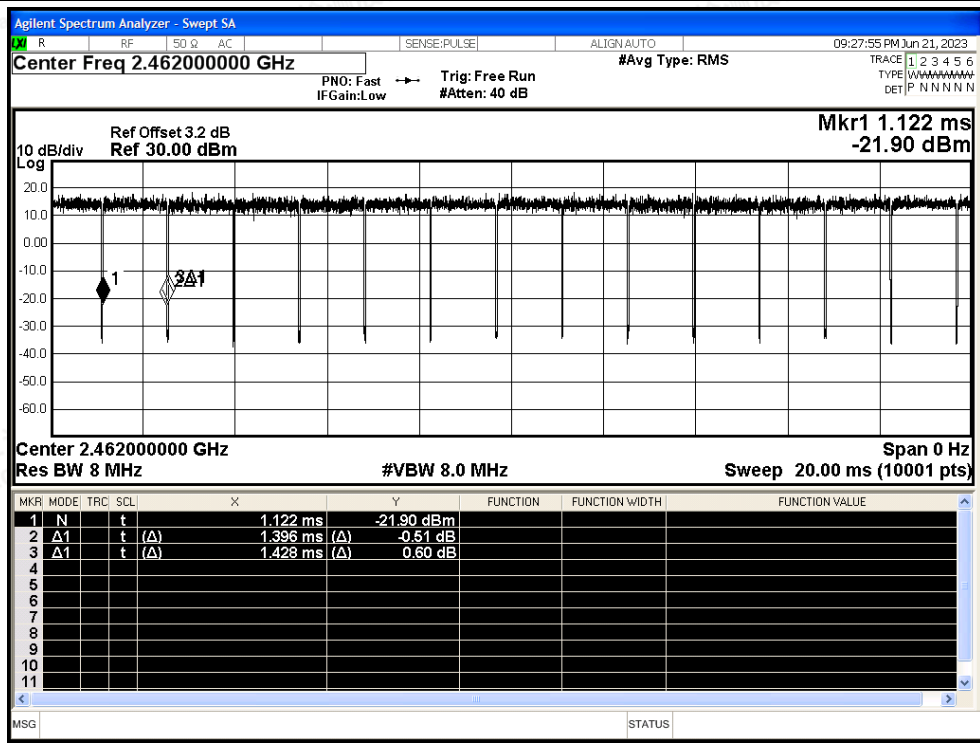 Agilent Spectrum Analyzer - Swept SA
LXI R RF 50 Ω AC SENSE:PULSE ALIGN AUTO 09:27:55 PM Jun 21, 2023
Center Freq 2.462000000 GHz #Avg Type: RMS TRACE 1 2 3 4 5 6
PNO: Fast Trig: Free Run TYPE
IFGain:Low #Atten: 40 dB DET P N N N N N
Mkr1 1.122 ms
Ref Offset 3.2 dB
10 dB/div Ref 30.00 dBm -21.90 dBm
Log
20.0
10.0
0.00
-10.0
1
-20.0
-30.0
-40.0
-50.0
-60.0
Center 2.462000000 GHz Span 0 Hz
Res BW 8 MHz #VBW 8.0 MHz Sweep 20.00 ms (10001 pts)
MKR MODE TRC SCL X Y FUNCTION FUNCTION WIDTH FUNCTION VALUE
1 N t 1.122 ms -21.90 dBm
2 Δ1 t (Δ) 1.396 ms (Δ) -0.51 dB
3 Δ1 t (Δ) 1.428 ms (Δ) 0.60 dB
4
5
6
7
8
9
10
11
MSG STATUS